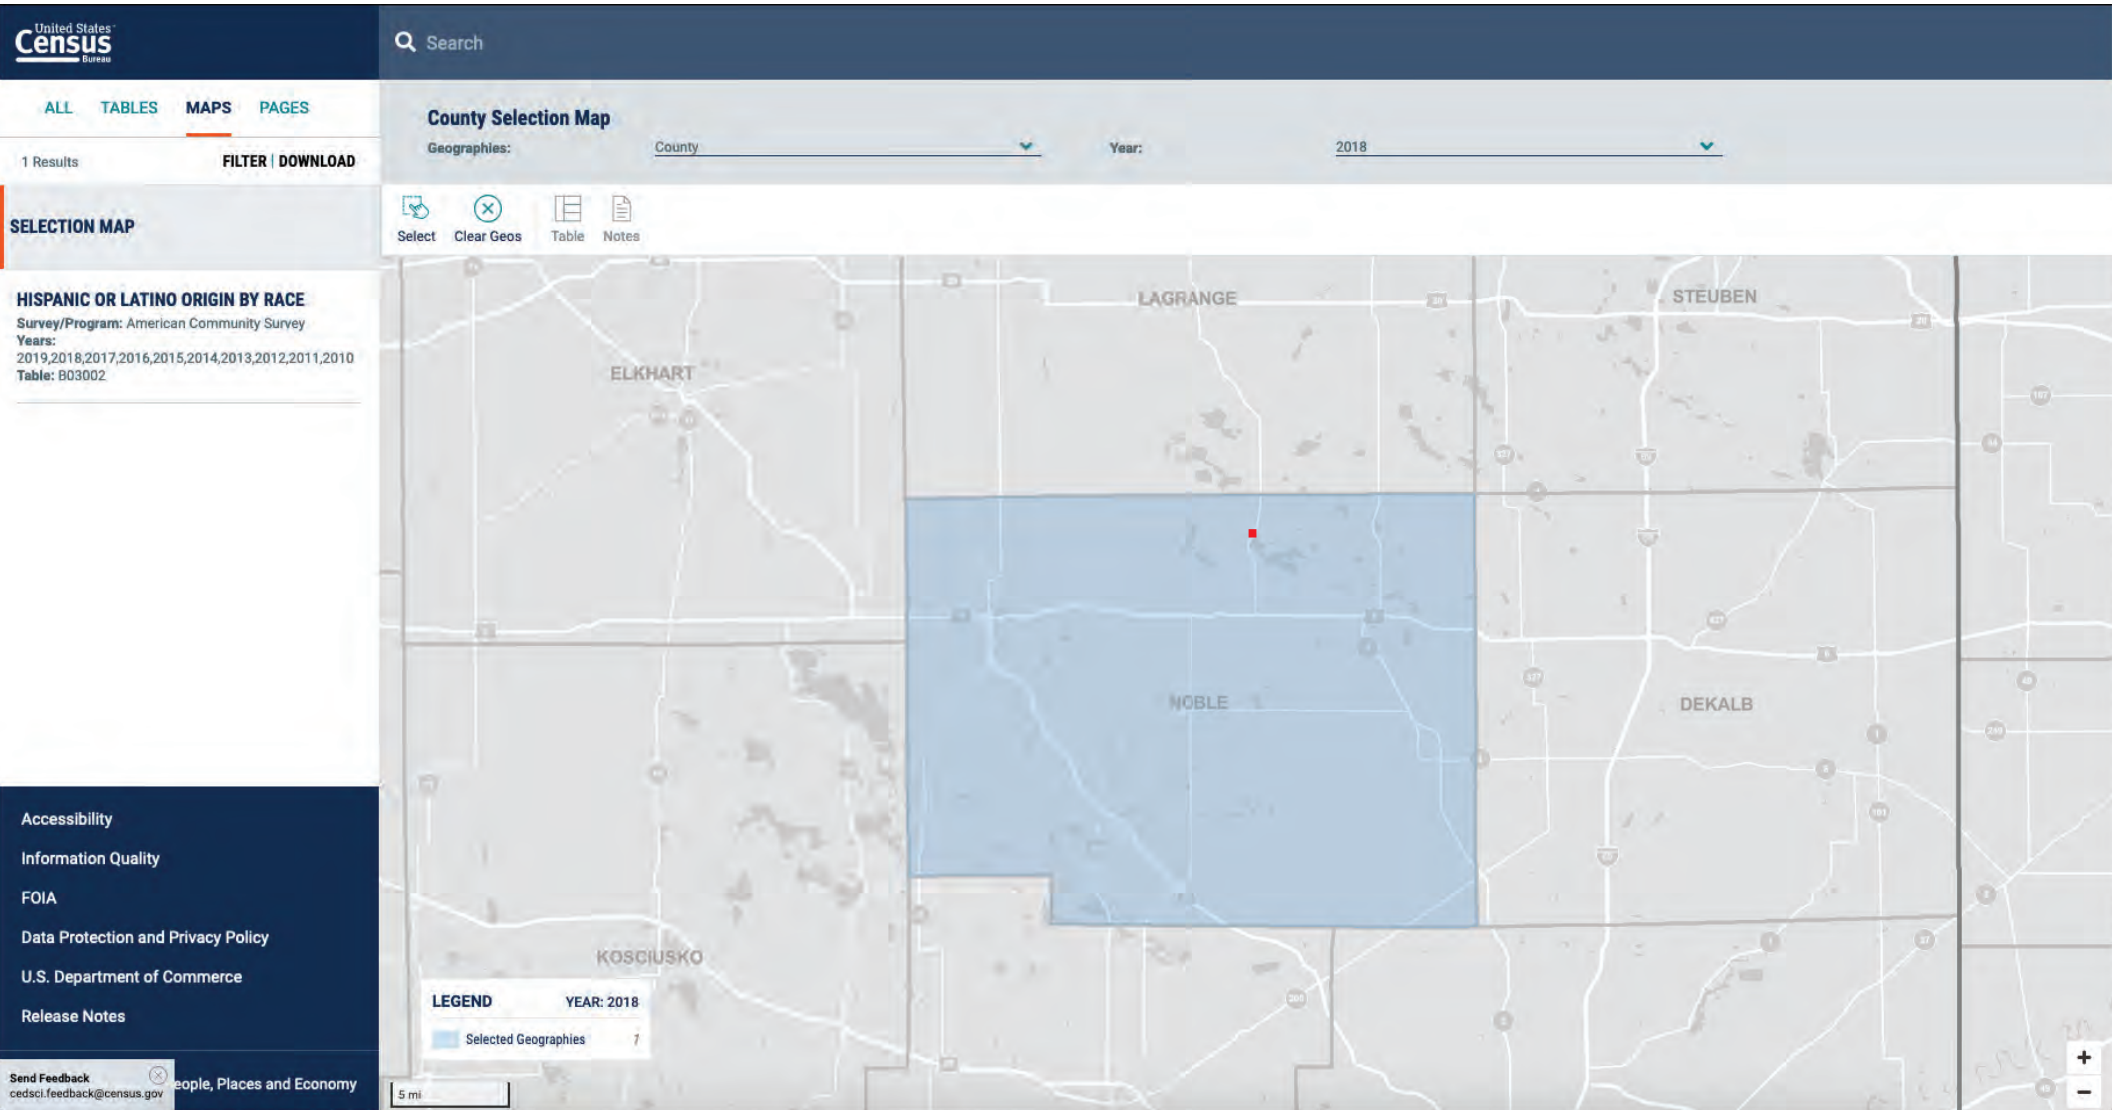 United States
Census
Bureau
Search
ALL TABLES MAPS PAGES
1 Results FILTER | DOWNLOAD
SELECTION MAP
HISPANIC OR LATINO ORIGIN BY RACE
Survey/Program: American Community Survey
Years:
2019,2018,2017,2016,2015,2014,2013,2012,2011,2010
Table: B03002
County Selection Map
Geographies: County Year: 2018
Select Clear Geos Table Notes
LAGRANGE
STEUBEN
ELKHART
NOBLE
DEKALB
KOSCIUSKO
LEGEND YEAR: 2018
Selected Geographies 1
5 mi
Accessibility
Information Quality
FOIA
Data Protection and Privacy Policy
U.S. Department of Commerce
Release Notes
Send Feedback
cedsci.feedback@census.gov
eople, Places and Economy
+
−